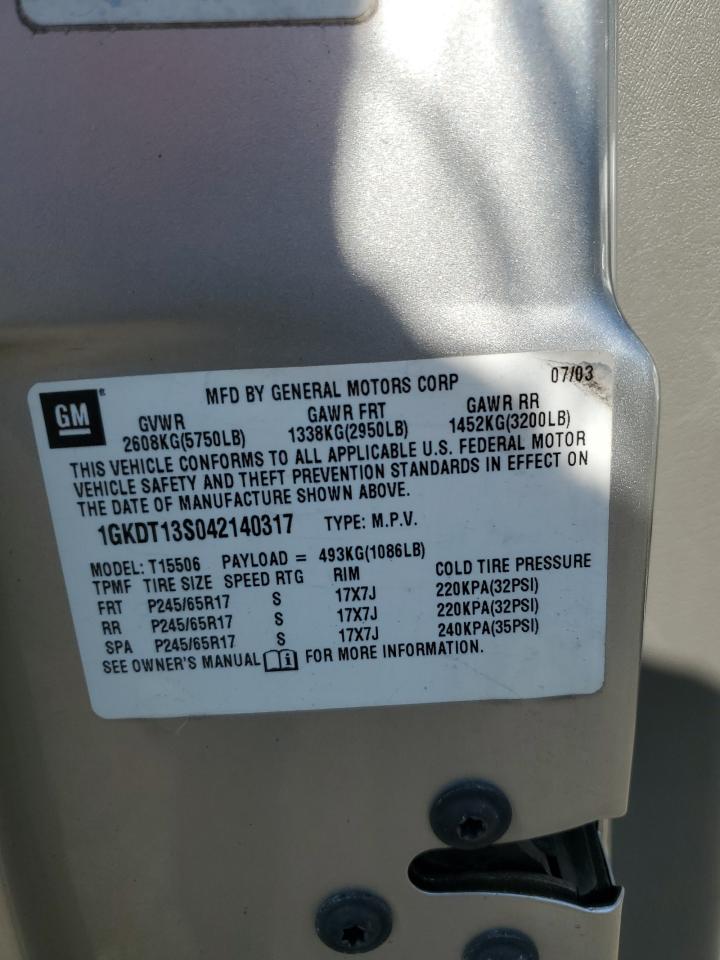 GM® MFD BY GENERAL MOTORS CORP 07/03
GVWR GAWR FRT GAWR RR
2608KG(5750LB) 1338KG(2950LB) 1452KG(3200LB)
THIS VEHICLE CONFORMS TO ALL APPLICABLE U.S. FEDERAL MOTOR
VEHICLE SAFETY AND THEFT PREVENTION STANDARDS IN EFFECT ON
THE DATE OF MANUFACTURE SHOWN ABOVE.
1GKDT13S042140317 TYPE: M.P.V.
MODEL: T15506 PAYLOAD = 493KG(1086LB)
TPMF TIRE SIZE SPEED RTG RIM COLD TIRE PRESSURE
FRT P245/65R17 S 17X7J 220KPA(32PSI)
RR P245/65R17 S 17X7J 220KPA(32PSI)
SPA P245/65R17 S 17X7J 240KPA(35PSI)
SEE OWNER'S MANUAL i FOR MORE INFORMATION.